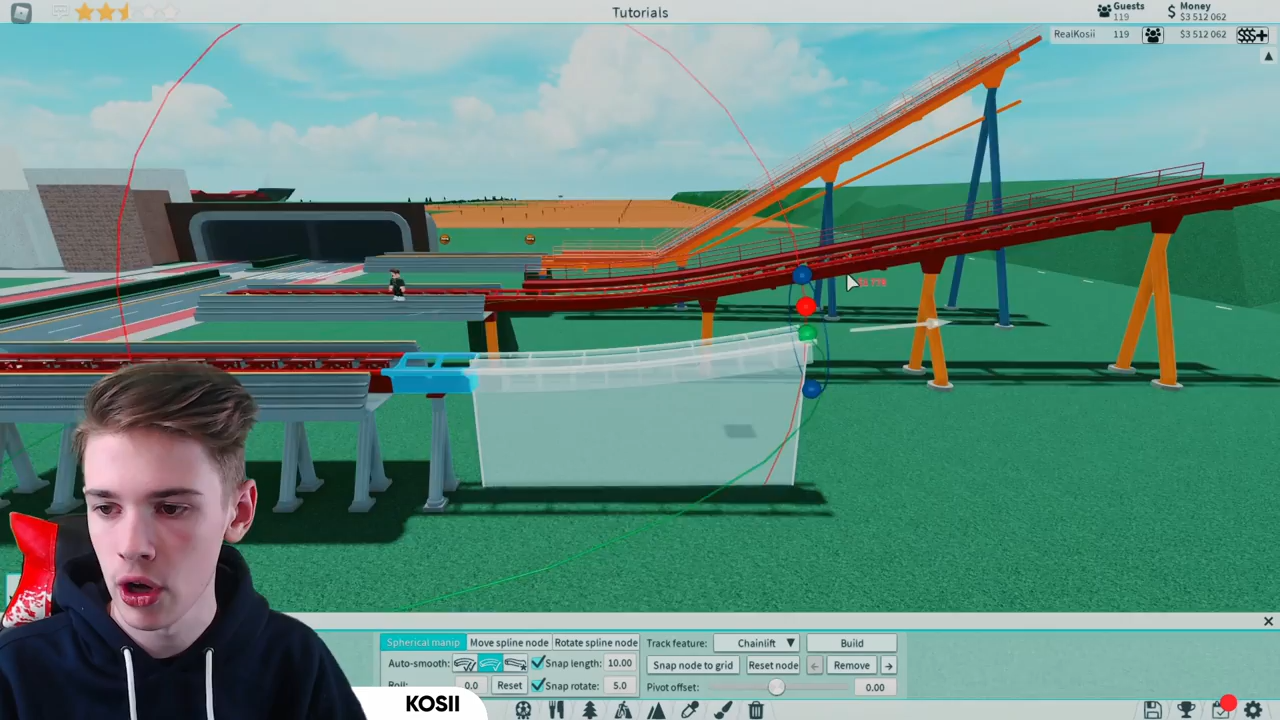 Tutorials
Guests
119
Money
$3 512 062
RealKosii 119 $3 512 062 $$$+
Spherical manip Move spline node Rotate spline node Track feature: Chainlift ▼ Build
Auto-smooth: Snap length: 10.00 Snap node to grid Reset node ← Remove →
Roll: 0.0 Reset Snap rotate: 5.0 Pivot offset: 0.00
KOSII